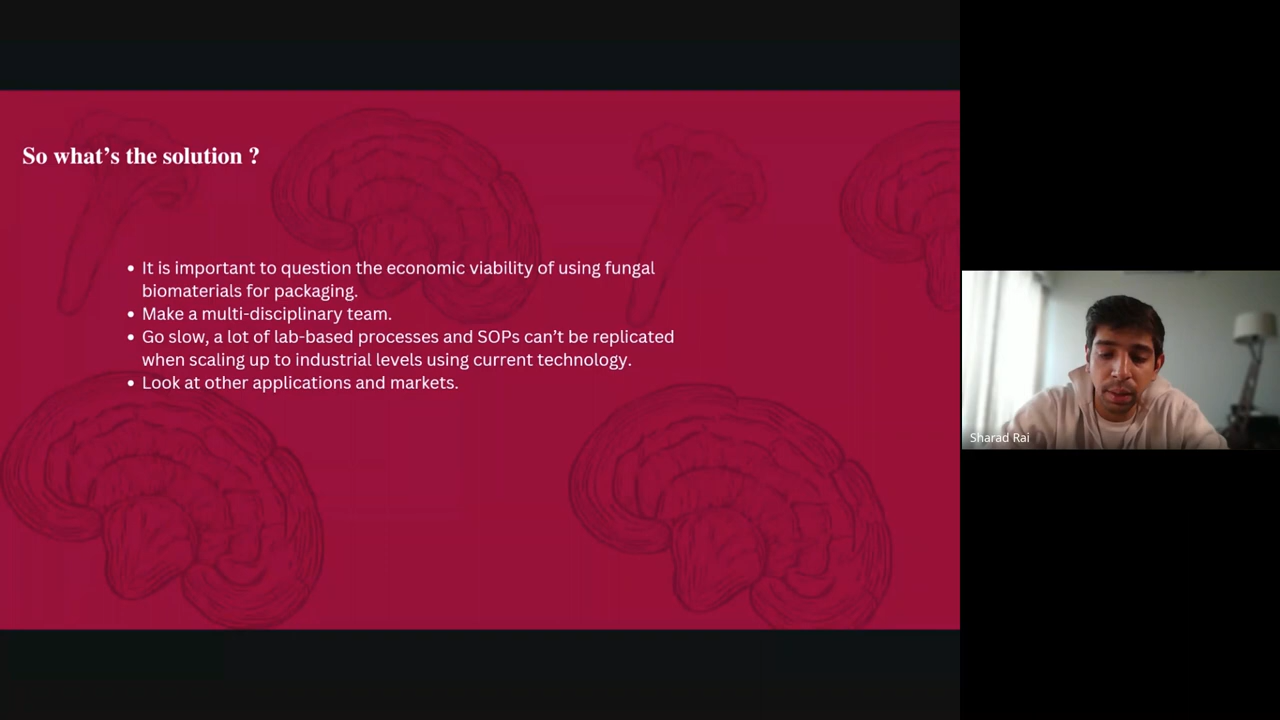 So what’s the solution ?
• It is important to question the economic viability of using fungal
biomaterials for packaging.
• Make a multi-disciplinary team.
• Go slow, a lot of lab-based processes and SOPs can’t be replicated
when scaling up to industrial levels using current technology.
• Look at other applications and markets.
Sharad Rai